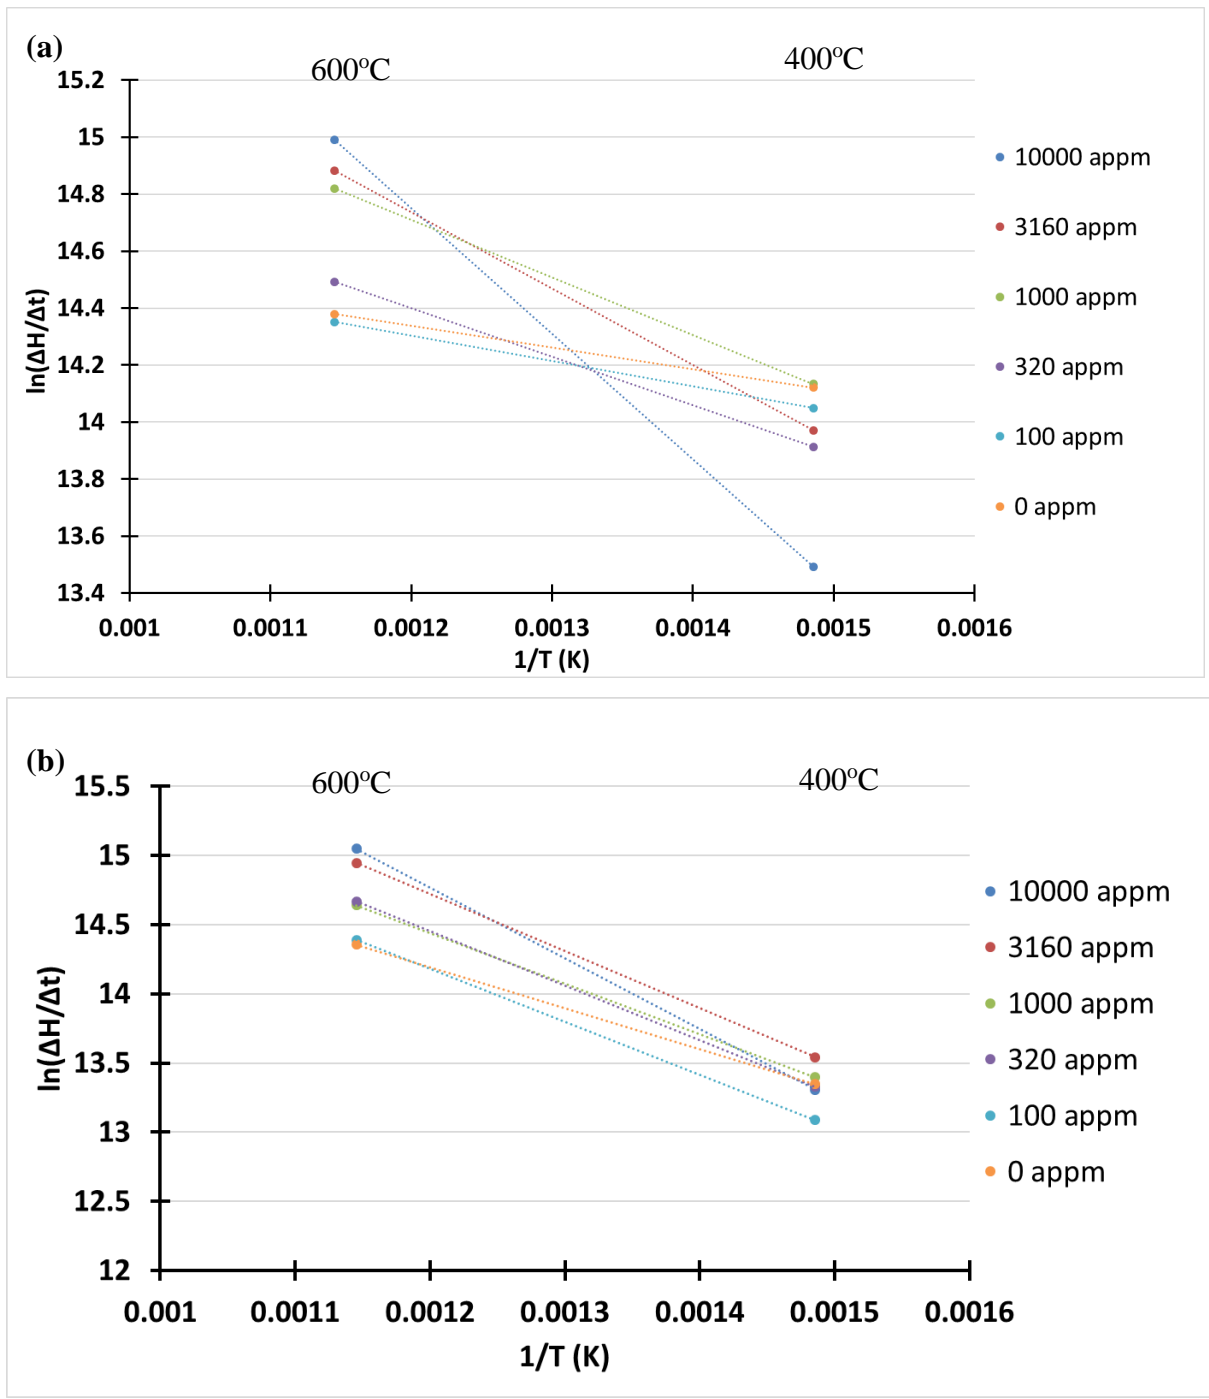 (a)
600°C
400°C
15.2
15
14.8
14.6
14.4
14.2
14
13.8
13.6
13.4
ln(ΔH/Δt)
0.001 0.0011 0.0012 0.0013 0.0014 0.0015 0.0016
1/T (K)
10000 appm
3160 appm
1000 appm
320 appm
100 appm
0 appm
(b)
600°C
400°C
15.5
15
14.5
14
13.5
13
12.5
12
ln(ΔH/Δt)
0.001 0.0011 0.0012 0.0013 0.0014 0.0015 0.0016
1/T (K)
10000 appm
3160 appm
1000 appm
320 appm
100 appm
0 appm